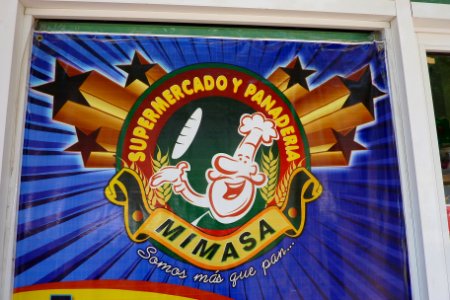 SUPERMERCADO Y PANADERIA
MIMASA
Somos más que pan...